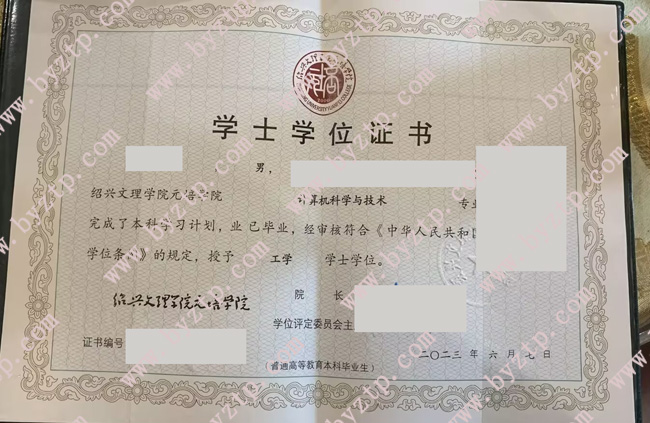 学士学位证书
，男，
绍兴文理学院元培学院 计算机科学与技术 专业
完成了本科学习计划，业已毕业，经审核符合《中华人民共和国
学位条例》的规定，授予 工学 学士学位。
绍兴文理学院元培学院
院 长
学位评定委员会主
证书编号
二〇二三年 六月 七日
（普通高等教育本科毕业生）
www.byztp.com